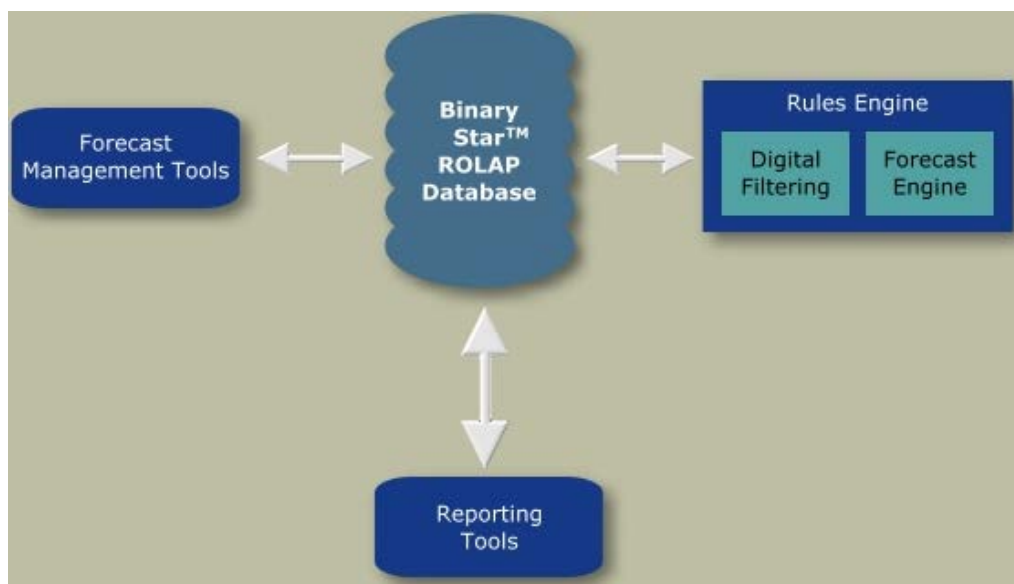 Binary
Star™
ROLAP
Database
Forecast
Management Tools
Rules Engine
Digital
Filtering
Forecast
Engine
Reporting
Tools